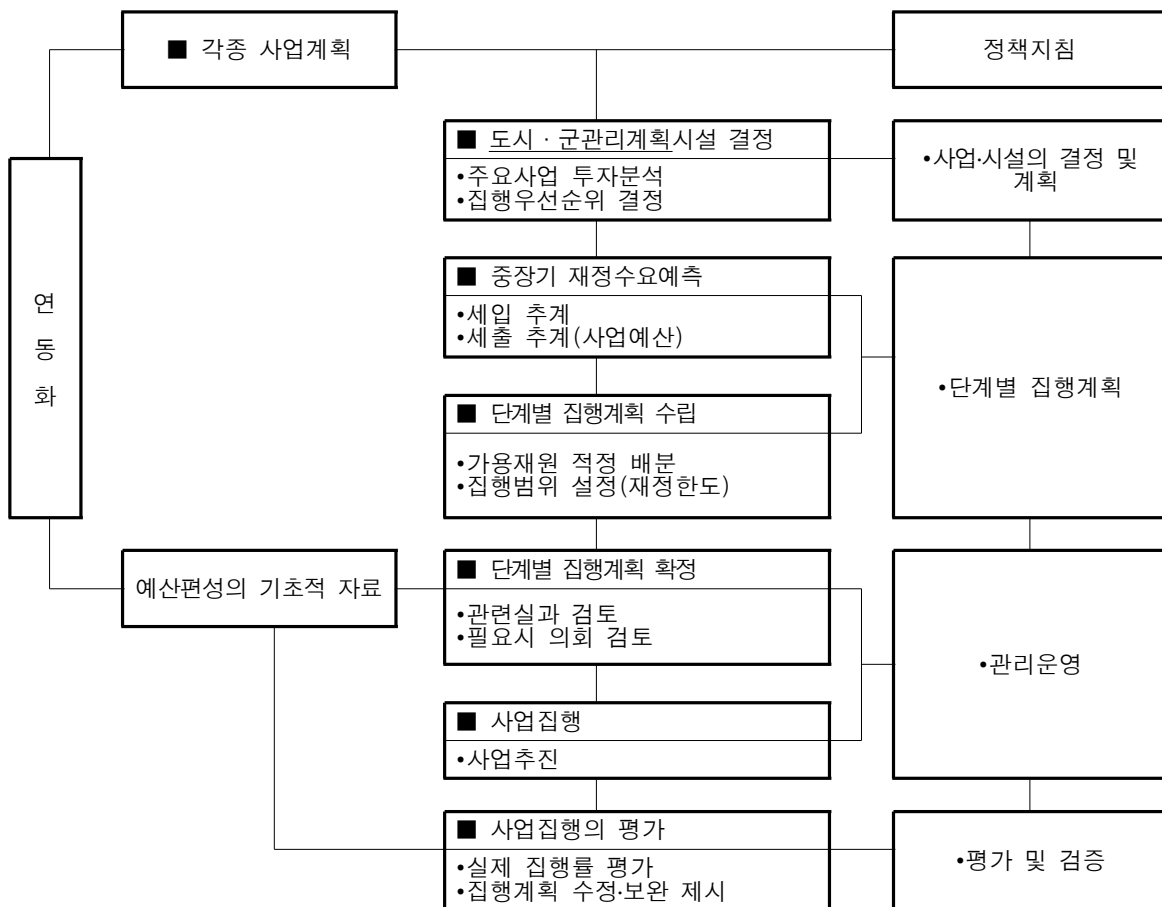 ■ 각종 사업계획
정책지침
■ 도시 · 군관리계획시설 결정
•주요사업 투자분석
•집행우선순위 결정
•사업·시설의 결정 및
계획
연
동
화
■ 중장기 재정수요예측
•세입 추계
•세출 추계(사업예산)
■ 단계별 집행계획 수립
•가용재원 적정 배분
•집행범위 설정(재정한도)
•단계별 집행계획
예산편성의 기초적 자료
■ 단계별 집행계획 확정
•관련실과 검토
•필요시 의회 검토
■ 사업집행
•사업추진
•관리운영
■ 사업집행의 평가
•실제 집행률 평가
•집행계획 수정·보완 제시
•평가 및 검증